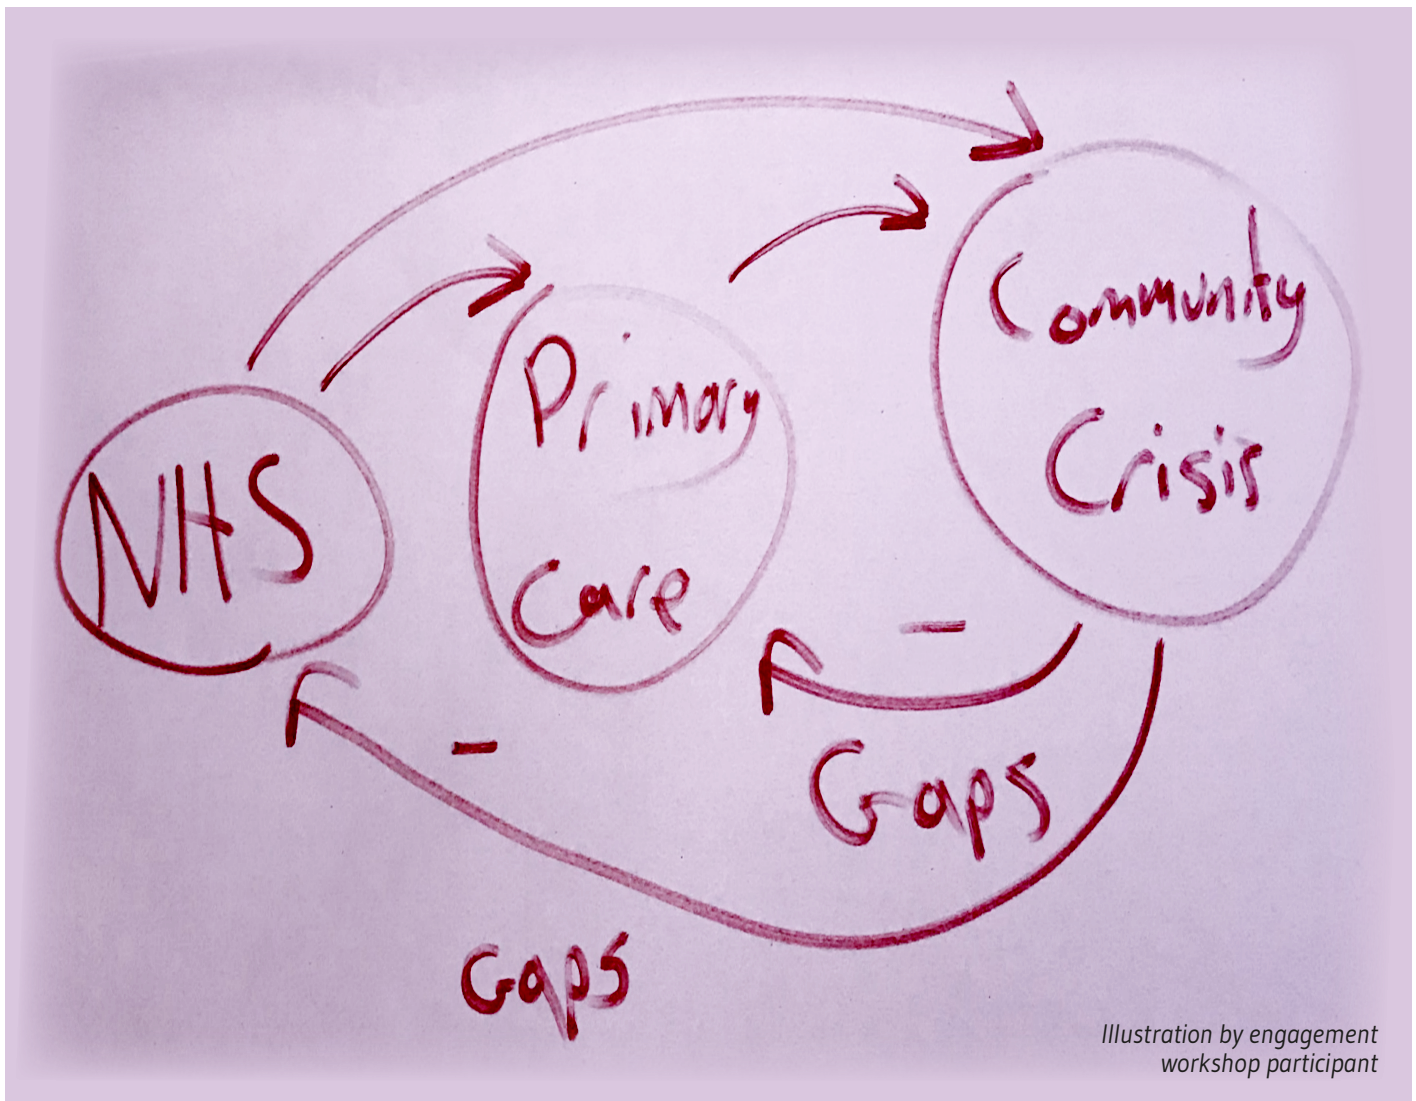 NHS
Primary
Care
Community
Crisis
-
Gaps
-
Gaps
Illustration by engagement
workshop participant